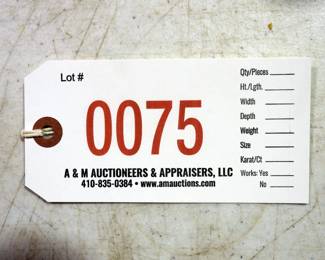 Lot #
0075
A & M AUCTIONEERS & APPRAISERS, LLC
410-835-0384 • www.amauctions.com
Qty/Pieces
Ht./Lgth.
Width
Depth
Weight
Size
Karat/Ct
Works: Yes
No